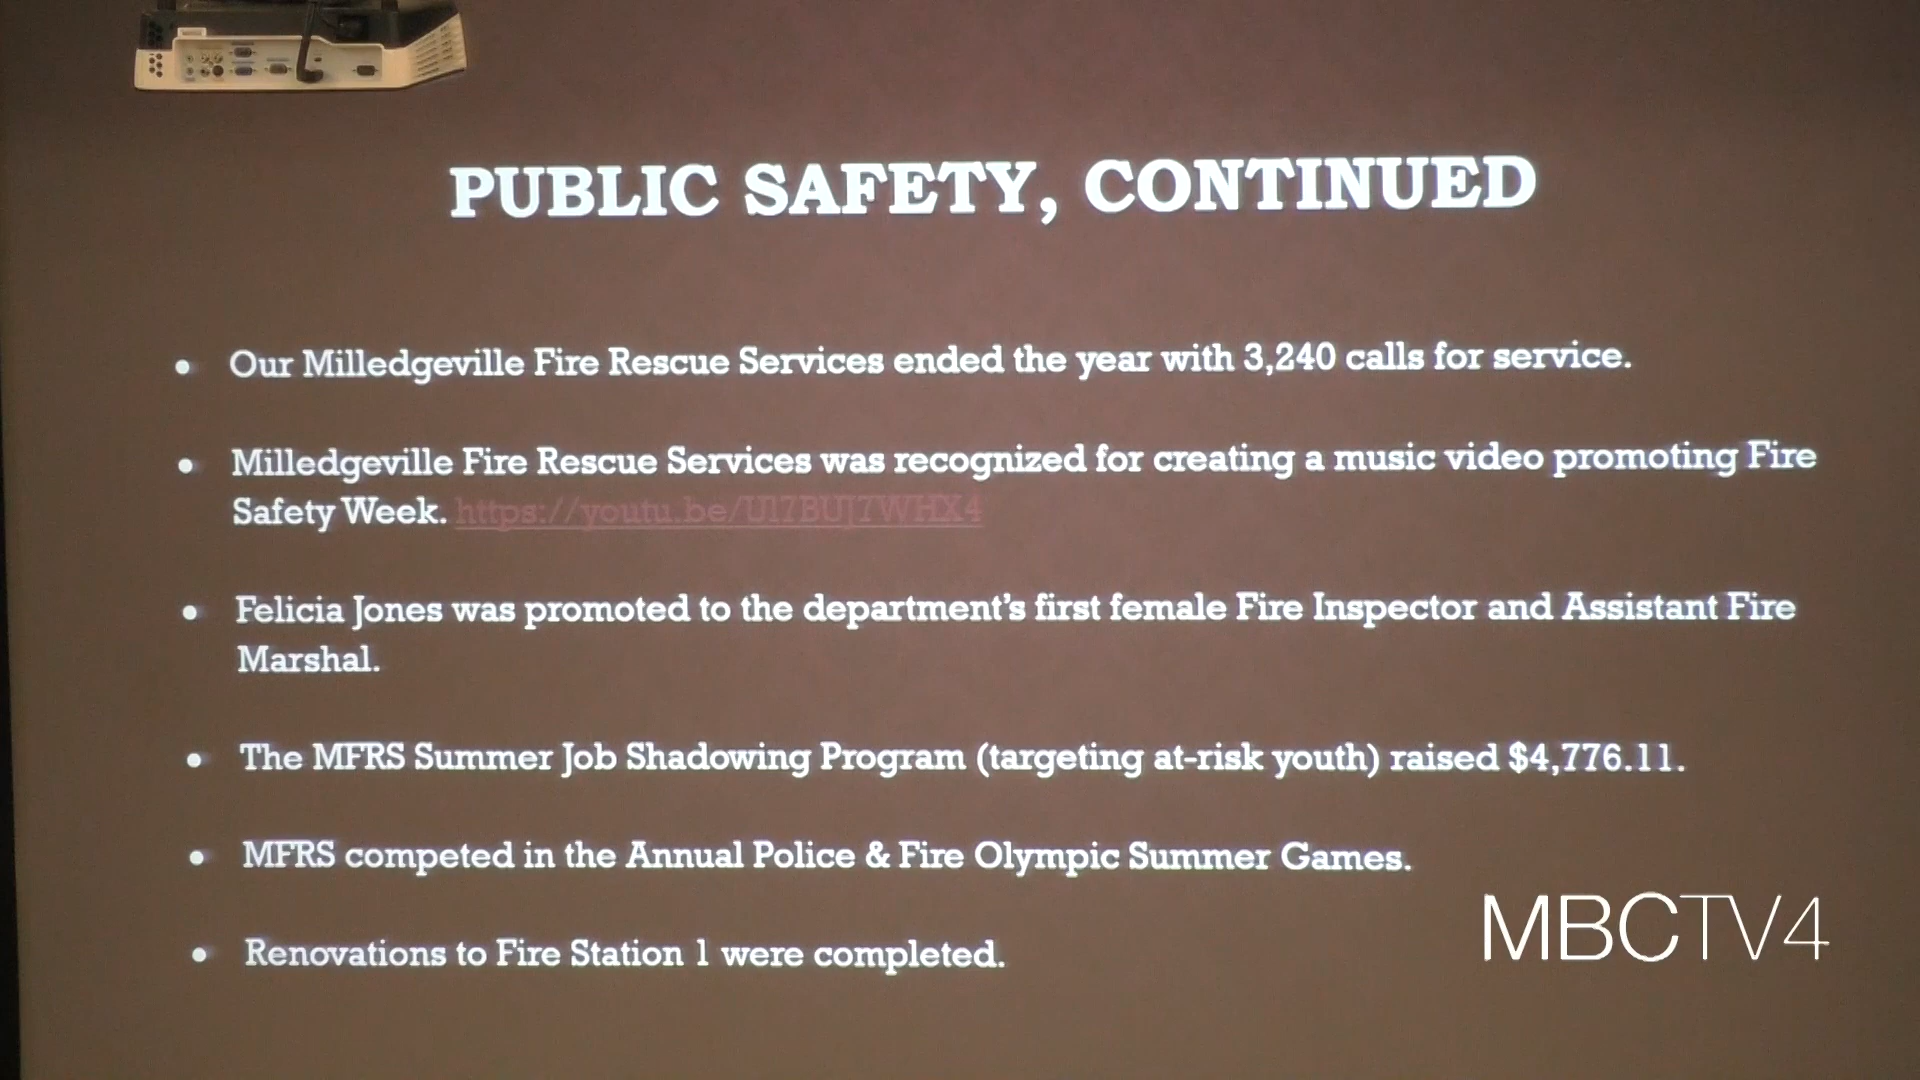 PUBLIC SAFETY, CONTINUED
• Our Milledgeville Fire Rescue Services ended the year with 3,240 calls for service.
• Milledgeville Fire Rescue Services was recognized for creating a music video promoting Fire
Safety Week. https://youtu.be/Ul7BUJ7WHX4
• Felicia Jones was promoted to the department’s first female Fire Inspector and Assistant Fire
Marshal.
• The MFRS Summer Job Shadowing Program (targeting at-risk youth) raised $4,776.11.
• MFRS competed in the Annual Police & Fire Olympic Summer Games.
• Renovations to Fire Station 1 were completed.
MBCTV4